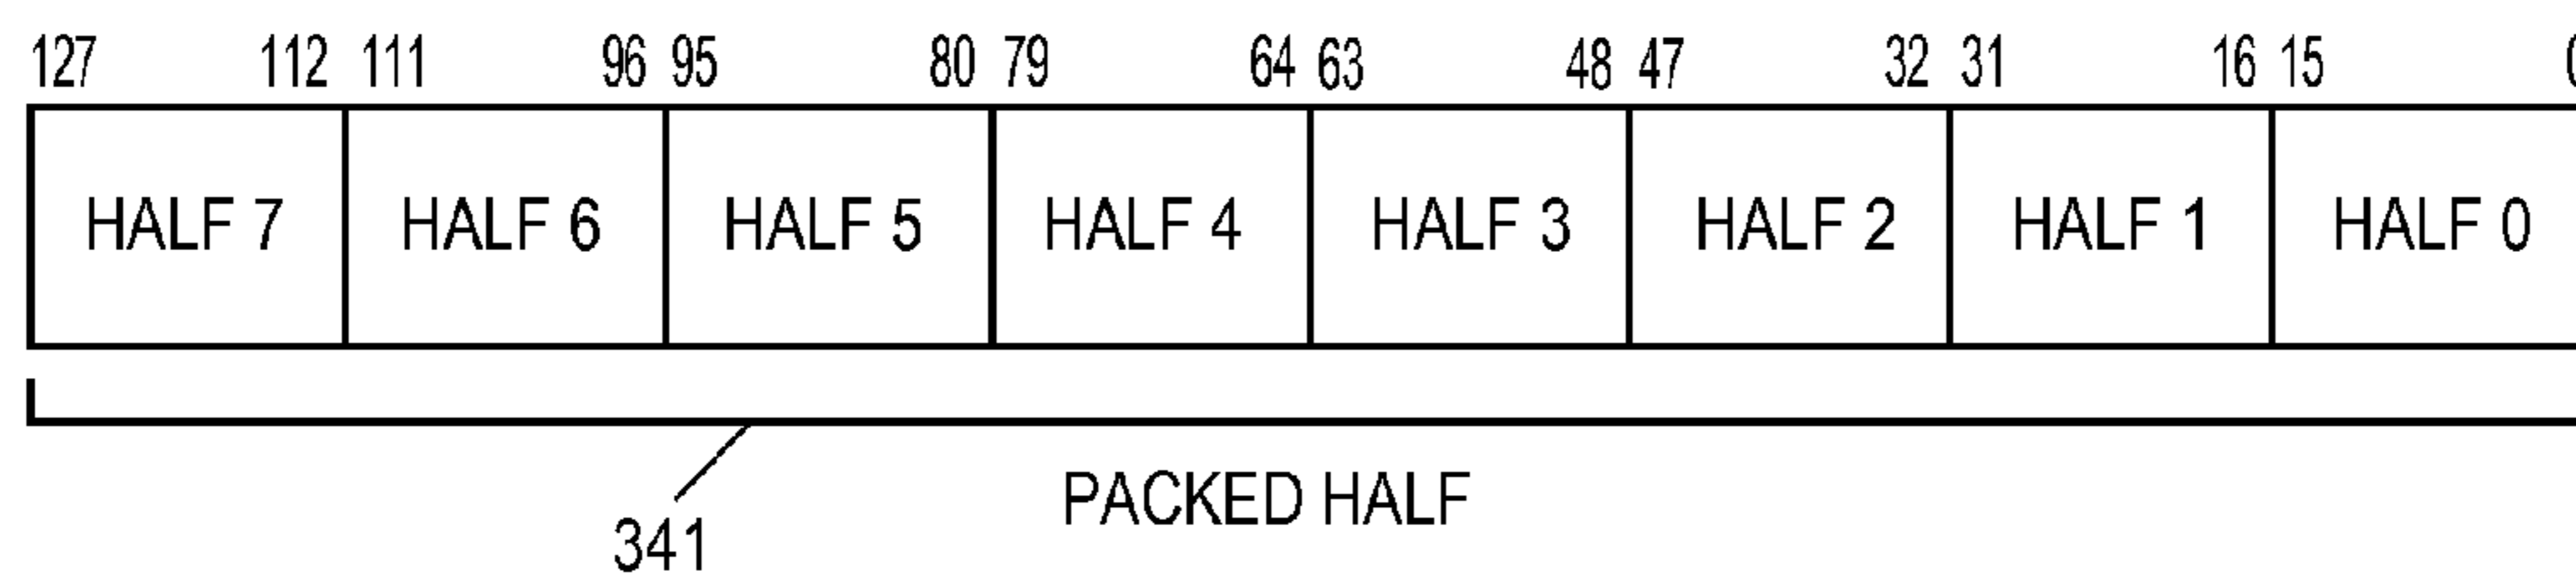 127 112 111 96 95 80 79 64 63 48 47 32 31 16 15 0
HALF 7 HALF 6 HALF 5 HALF 4 HALF 3 HALF 2 HALF 1 HALF 0
PACKED HALF
341